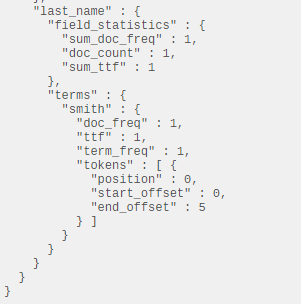 },
"last_name" : {
"field_statistics" : {
"sum_doc_freq" : 1,
"doc_count" : 1,
"sum_ttf" : 1
},
"terms" : {
"smith" : {
"doc_freq" : 1,
"ttf" : 1,
"term_freq" : 1,
"tokens" : [ {
"position" : 0,
"start_offset" : 0,
"end_offset" : 5
} ]
}
}
}
}
}